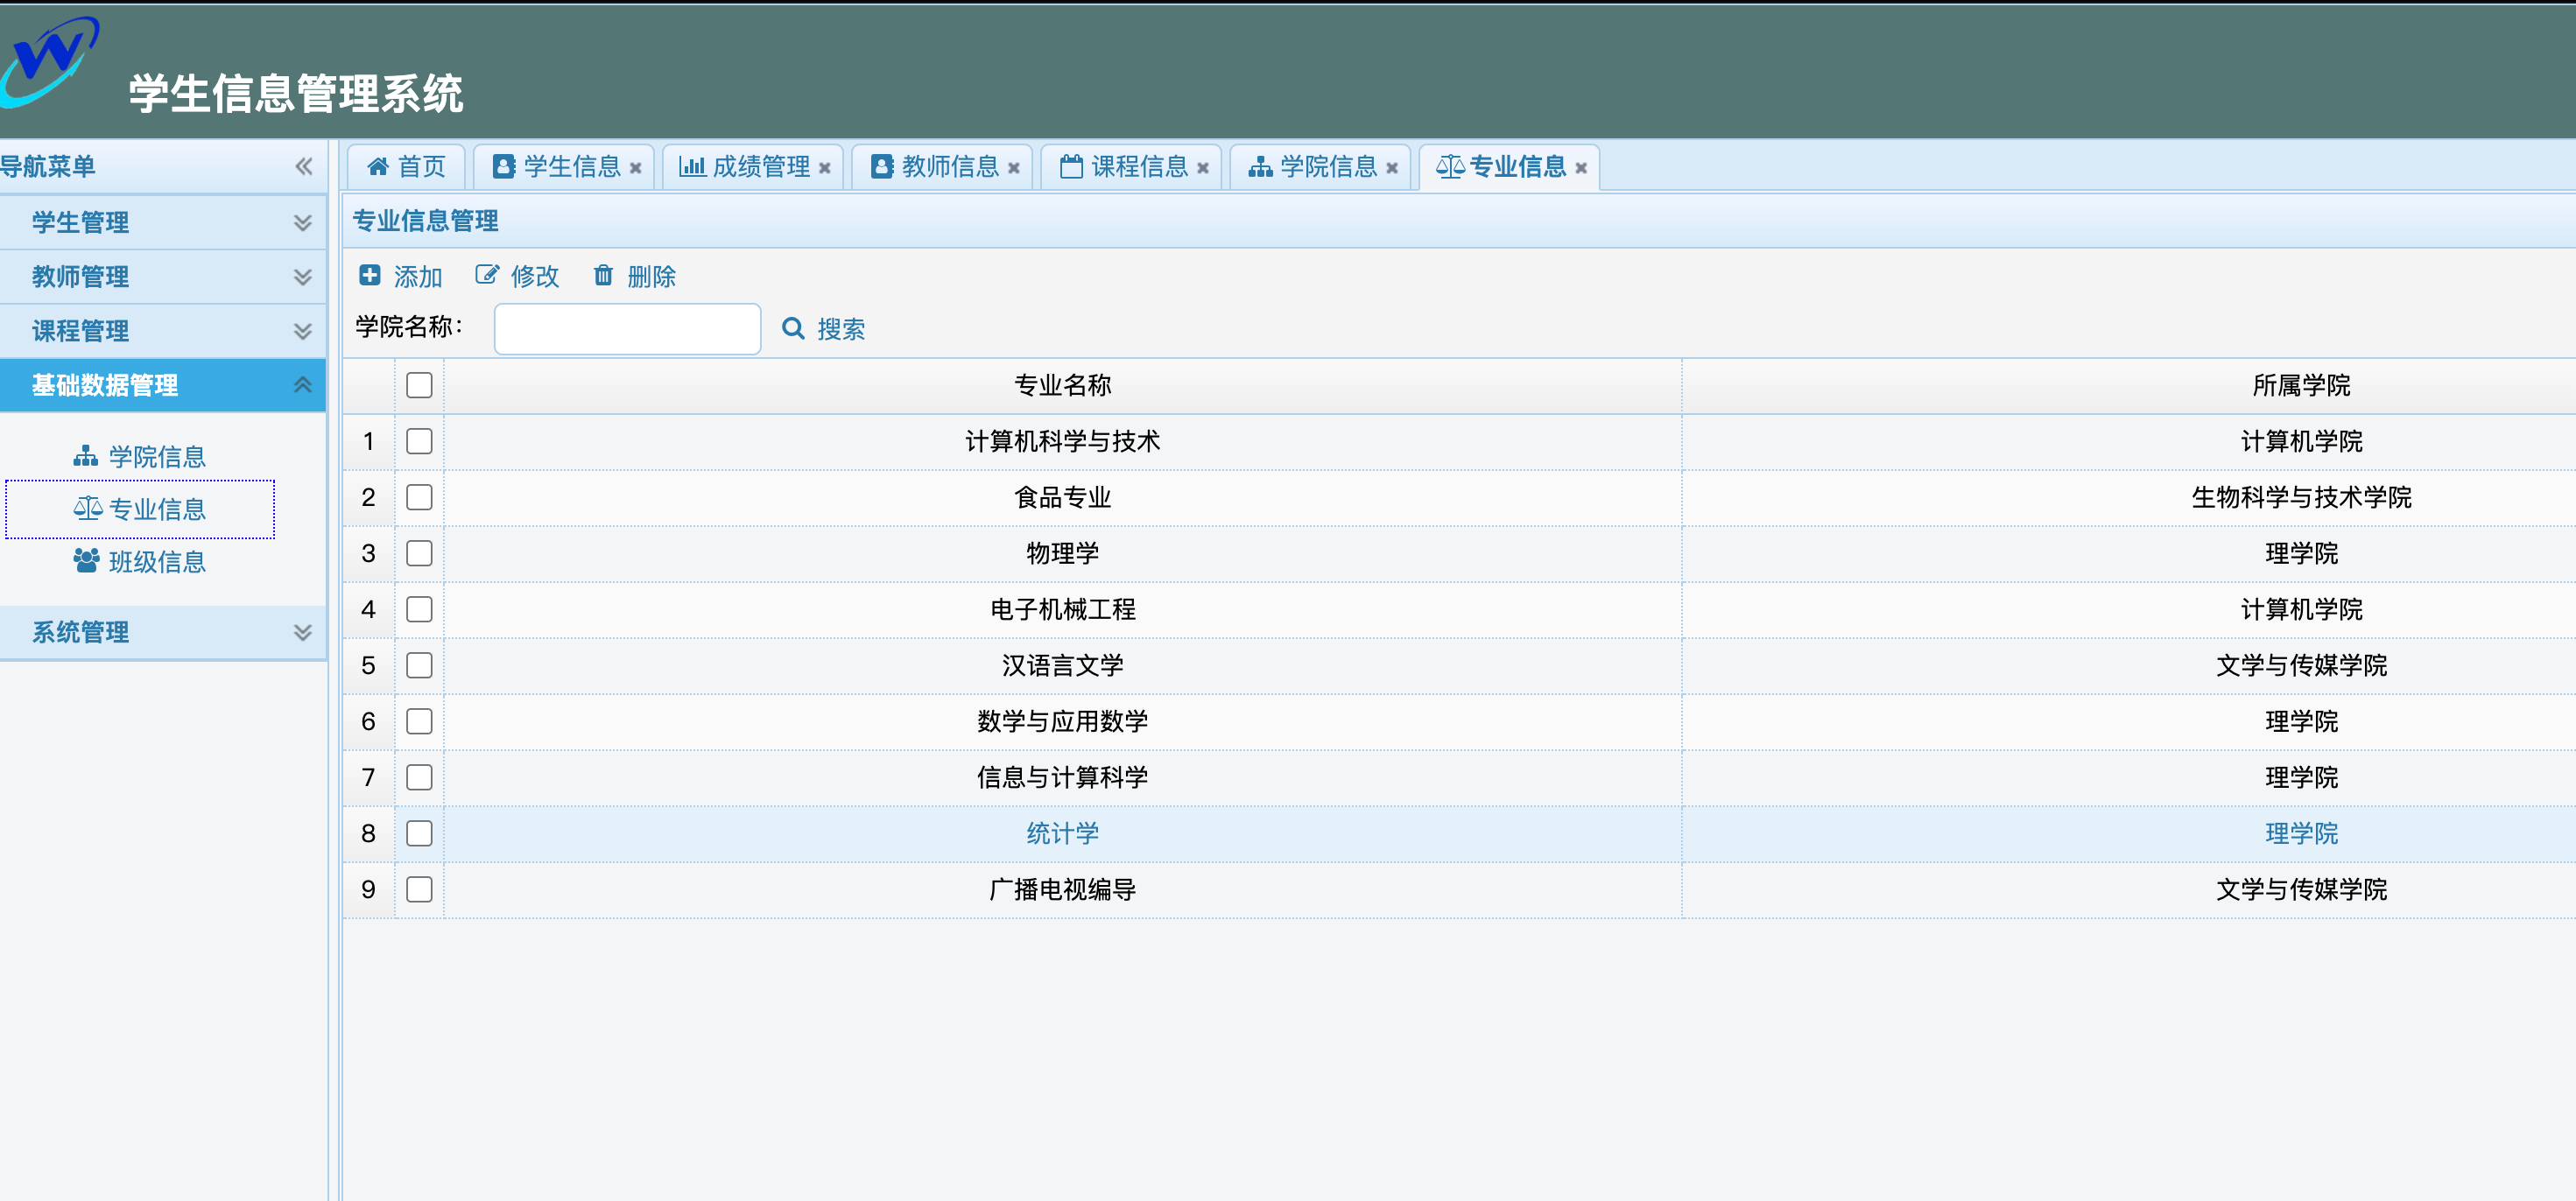 学生信息管理系统
导航菜单
学生管理
教师管理
课程管理
基础数据管理
学院信息
专业信息
班级信息
系统管理
首页 学生信息 成绩管理 教师信息 课程信息 学院信息 专业信息
专业信息管理
添加 修改 删除
学院名称： 搜索
专业名称 所属学院
1 计算机科学与技术 计算机学院
2 食品专业 生物科学与技术学院
3 物理学 理学院
4 电子机械工程 计算机学院
5 汉语言文学 文学与传媒学院
6 数学与应用数学 理学院
7 信息与计算科学 理学院
8 统计学 理学院
9 广播电视编导 文学与传媒学院